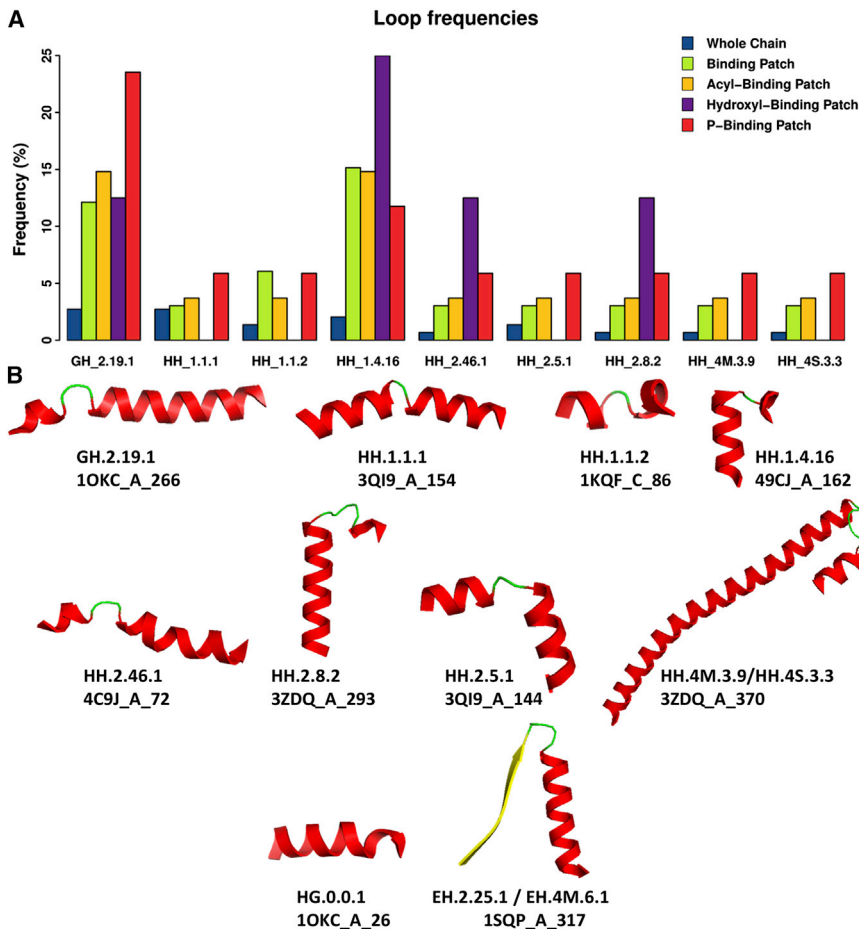 A
Loop frequencies
Whole Chain
Binding Patch
Acyl-Binding Patch
Hydroxyl-Binding Patch
P-Binding Patch
Frequency (%)
25
20
15
10
5
0
GH_2.19.1
HH_1.1.1
HH_1.1.2
HH_1.4.16
HH_2.46.1
HH_2.5.1
HH_2.8.2
HH_4M.3.9
HH_4S.3.3
B
GH.2.19.1
1OKC_A_266
HH.1.1.1
3QI9_A_154
HH.1.1.2
1KQF_C_86
HH.1.4.16
49CJ_A_162
HH.2.46.1
4C9J_A_72
HH.2.8.2
3ZDQ_A_293
HH.2.5.1
3QI9_A_144
HH.4M.3.9/HH.4S.3.3
3ZDQ_A_370
HG.0.0.1
1OKC_A_26
EH.2.25.1 / EH.4M.6.1
1SQP_A_317